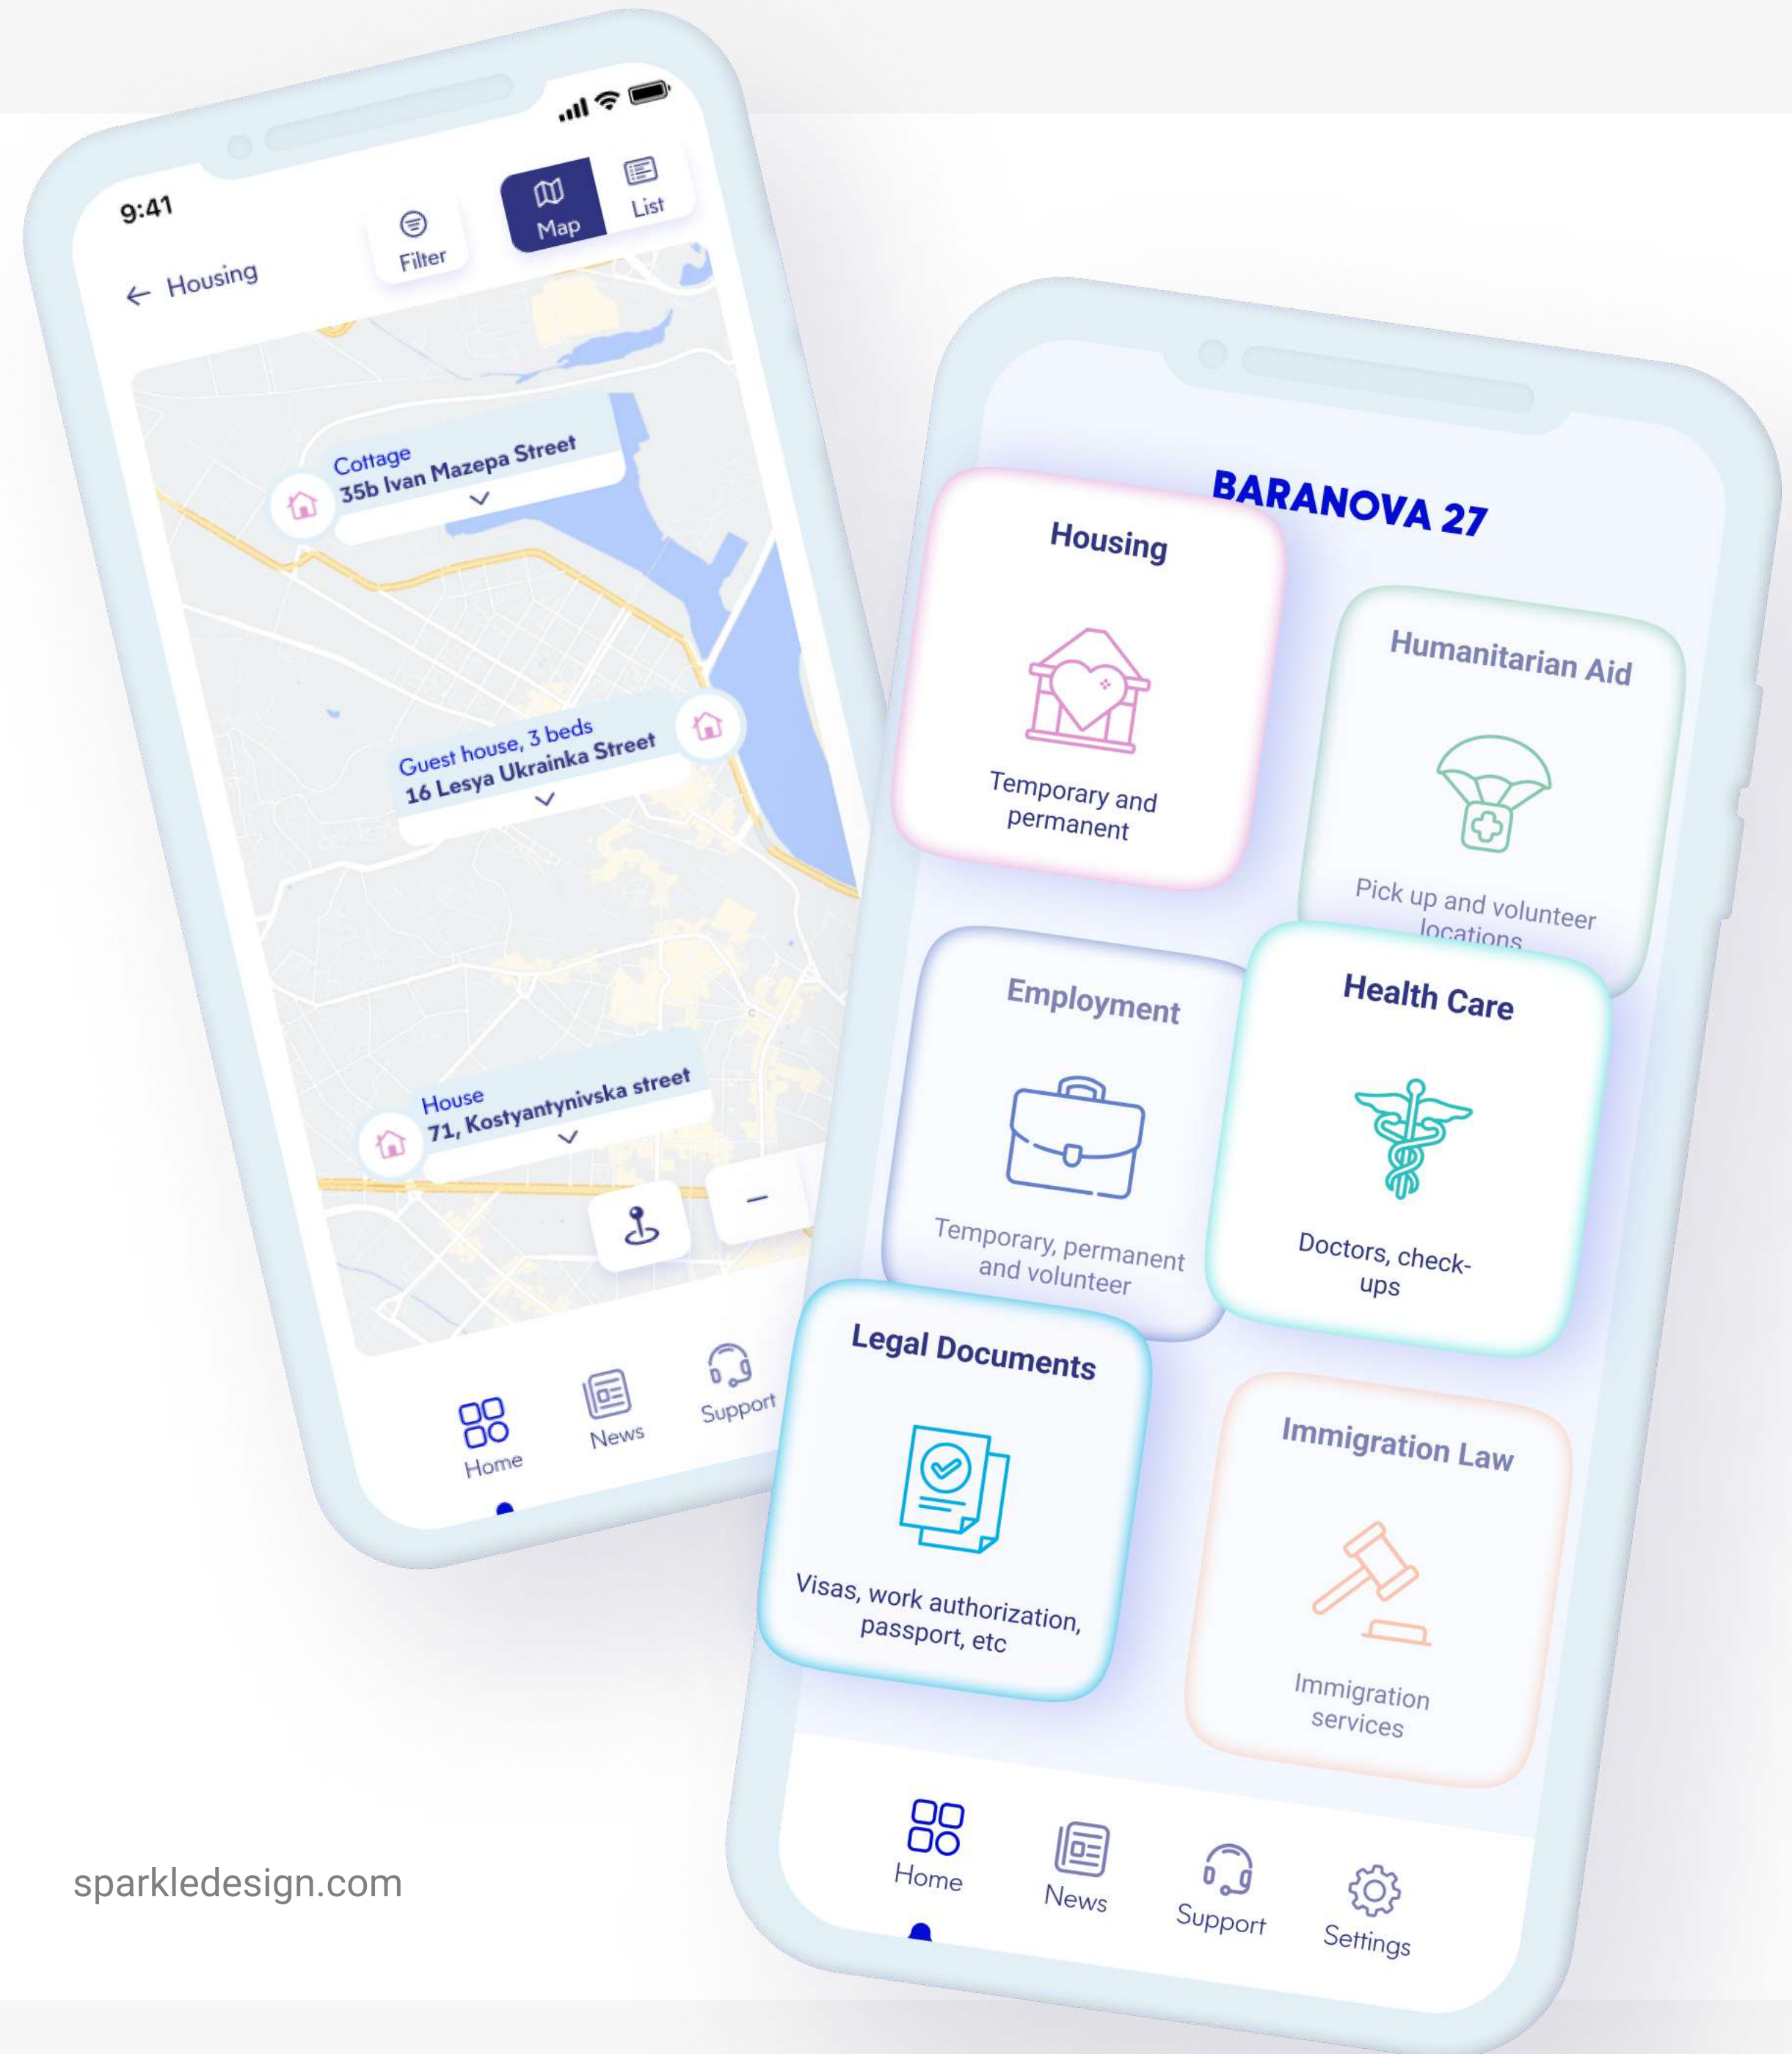 9:41
Filter
Map
List
Housing
Cottage
35b Ivan Mazepa Street
Guest house, 3 beds
16 Lesya Ukrainka Street
House
71, Kostyantynivska street
Home
News
Support
BARANOVA 27
Housing
Temporary and
permanent
Humanitarian Aid
Pick up and volunteer
locations
Employment
Temporary, permanent
and volunteer
Health Care
Doctors, check-
ups
Legal Documents
Visas, work authorization,
passport, etc
Immigration Law
Immigration
services
Home
News
Support
Settings
sparkledesign.com